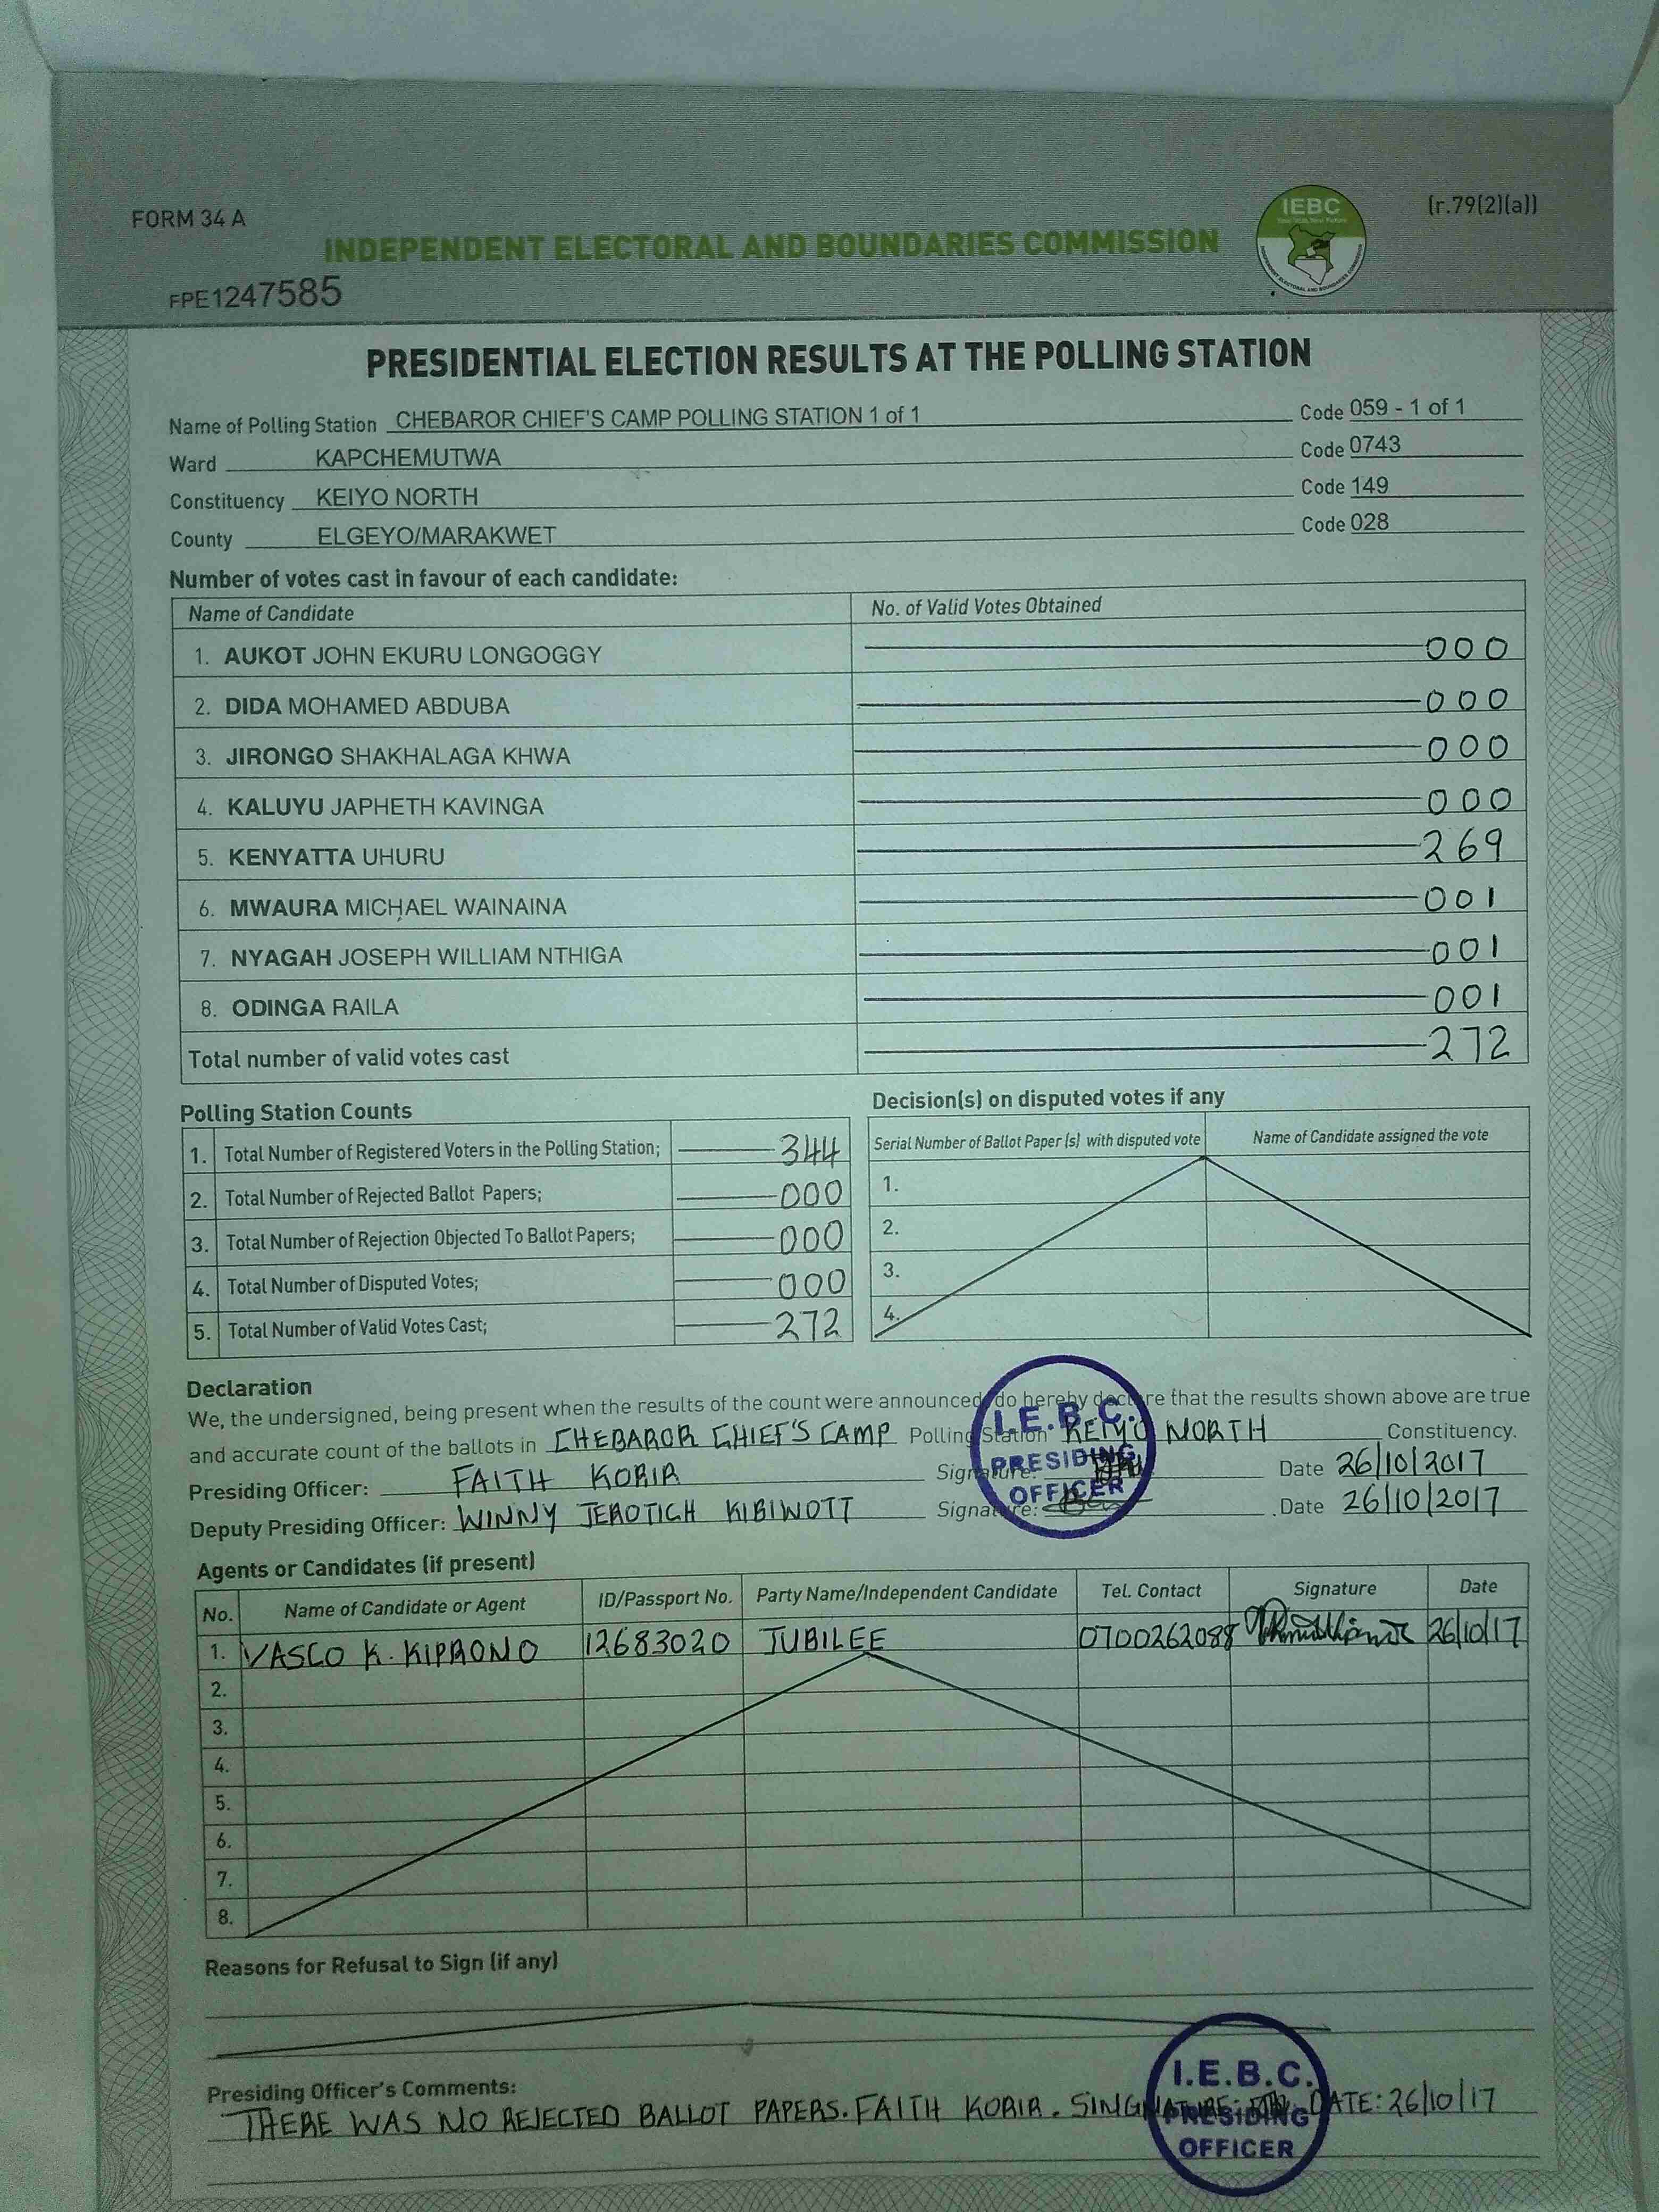 FORM 34 A
IEBC
(r.79(2)(a))
INDEPENDENT ELECTORAL AND BOUNDARIES COMMISSION
FPE1247585
PRESIDENTIAL ELECTION RESULTS AT THE POLLING STATION
Name of Polling Station CHEBAROR CHIEF'S CAMP POLLING STATION 1 of 1 Code 059 - 1 of 1
Ward KAPCHEMUTWA Code 0743
Constituency KEIYO NORTH Code 149
County ELGEYO/MARAKWET Code 028
Number of votes cast in favour of each candidate:
Name of Candidate No. of Valid Votes Obtained
1. AUKOT JOHN EKURU LONGOGGY 000
2. DIDA MOHAMED ABDUBA 000
3. JIRONGO SHAKHALAGA KHWA 000
4. KALUYU JAPHETH KAVINGA 000
5. KENYATTA UHURU 269
6. MWAURA MICHAEL WAINAINA 001
7. NYAGAH JOSEPH WILLIAM NTHIGA 001
8. ODINGA RAILA 001
Total number of valid votes cast 272
Polling Station Counts
1. Total Number of Registered Voters in the Polling Station; 344
2. Total Number of Rejected Ballot Papers; 000
3. Total Number of Rejection Objected To Ballot Papers; 000
4. Total Number of Disputed Votes; 000
5. Total Number of Valid Votes Cast; 272
Decision(s) on disputed votes if any
Serial Number of Ballot Paper (s) with disputed vote Name of Candidate assigned the vote
1.
2.
3.
4.
Declaration
We, the undersigned, being present when the results of the count were announced, do hereby declare that the results shown above are true
and accurate count of the ballots in CHEBAROR CHIEF'S CAMP Polling Station KEIYO NORTH Constituency.
Presiding Officer: FAITH KORIR Signature: Date 26/10/2017
Deputy Presiding Officer: WINNY JEROTICH KIBIWOTT Signature: Date 26/10/2017
I.E.B.C.
PRESIDING
OFFICER
Agents or Candidates (if present)
No. Name of Candidate or Agent ID/Passport No. Party Name/Independent Candidate Tel. Contact Signature Date
1. VASCO K. KIPRONO 12683020 JUBILEE 0700262088 26/10/17
2.
3.
4.
5.
6.
7.
8.
Reasons for Refusal to Sign (if any)
Presiding Officer's Comments:
THERE WAS NO REJECTED BALLOT PAPERS. FAITH KORIR. SINGNATURE: DATE: 26/10/17
I.E.B.C.
PRESIDING
OFFICER